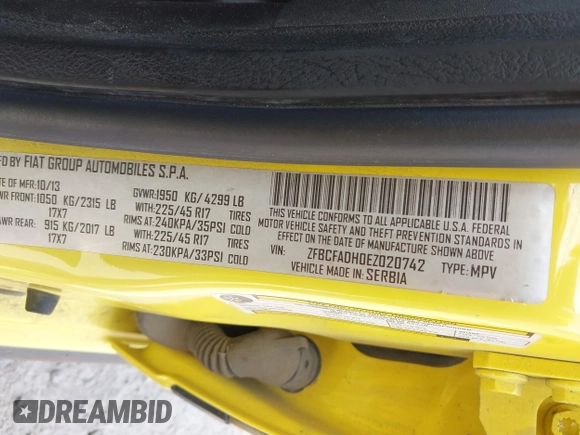 MFD BY FIAT GROUP AUTOMOBILES S.P.A.
DATE OF MFR:10/13 GVWR:1950 KG/ 4299 LB
GAWR FRONT:1050 KG/2315 LB WITH:225/45 R17 TIRES
17X7 RIMS AT:240KPA/35PSI COLD
GAWR REAR: 915 KG/2017 LB WITH:225/45 R17 TIRES
17X7 RIMS AT:230KPA/33PSI COLD
THIS VEHICLE CONFORMS TO ALL APPLICABLE U.S.A. FEDERAL
MOTOR VEHICLE SAFETY AND THEFT PREVENTION STANDARDS
IN EFFECT ON THE DATE OF MANUFACTURE SHOWN ABOVE.
VIN: ZFBCFADH0EZ020742 TYPE: MPV
VEHICLE MADE IN: SERBIA
DREAMBID